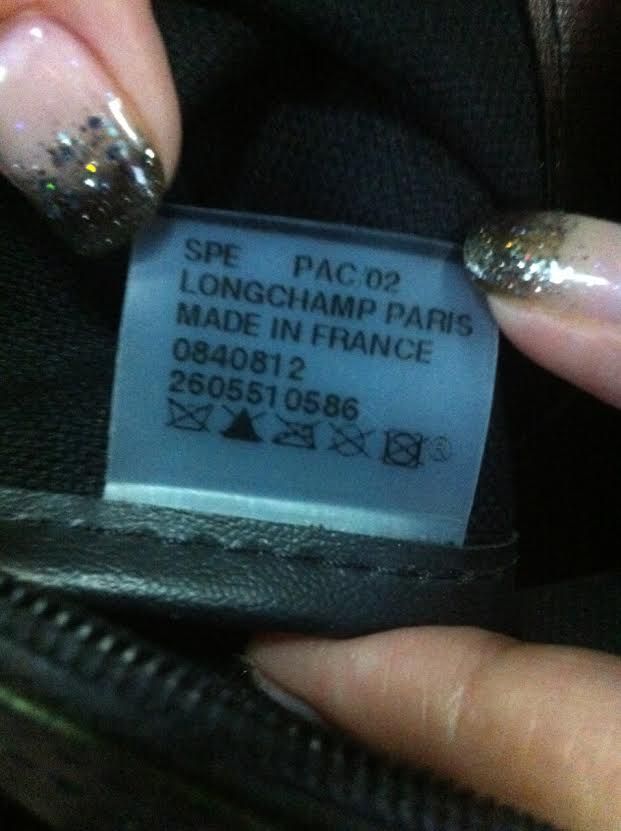 SPE PAC 02
LONGCHAMP PARIS
MADE IN FRANCE
0840812
2605510586